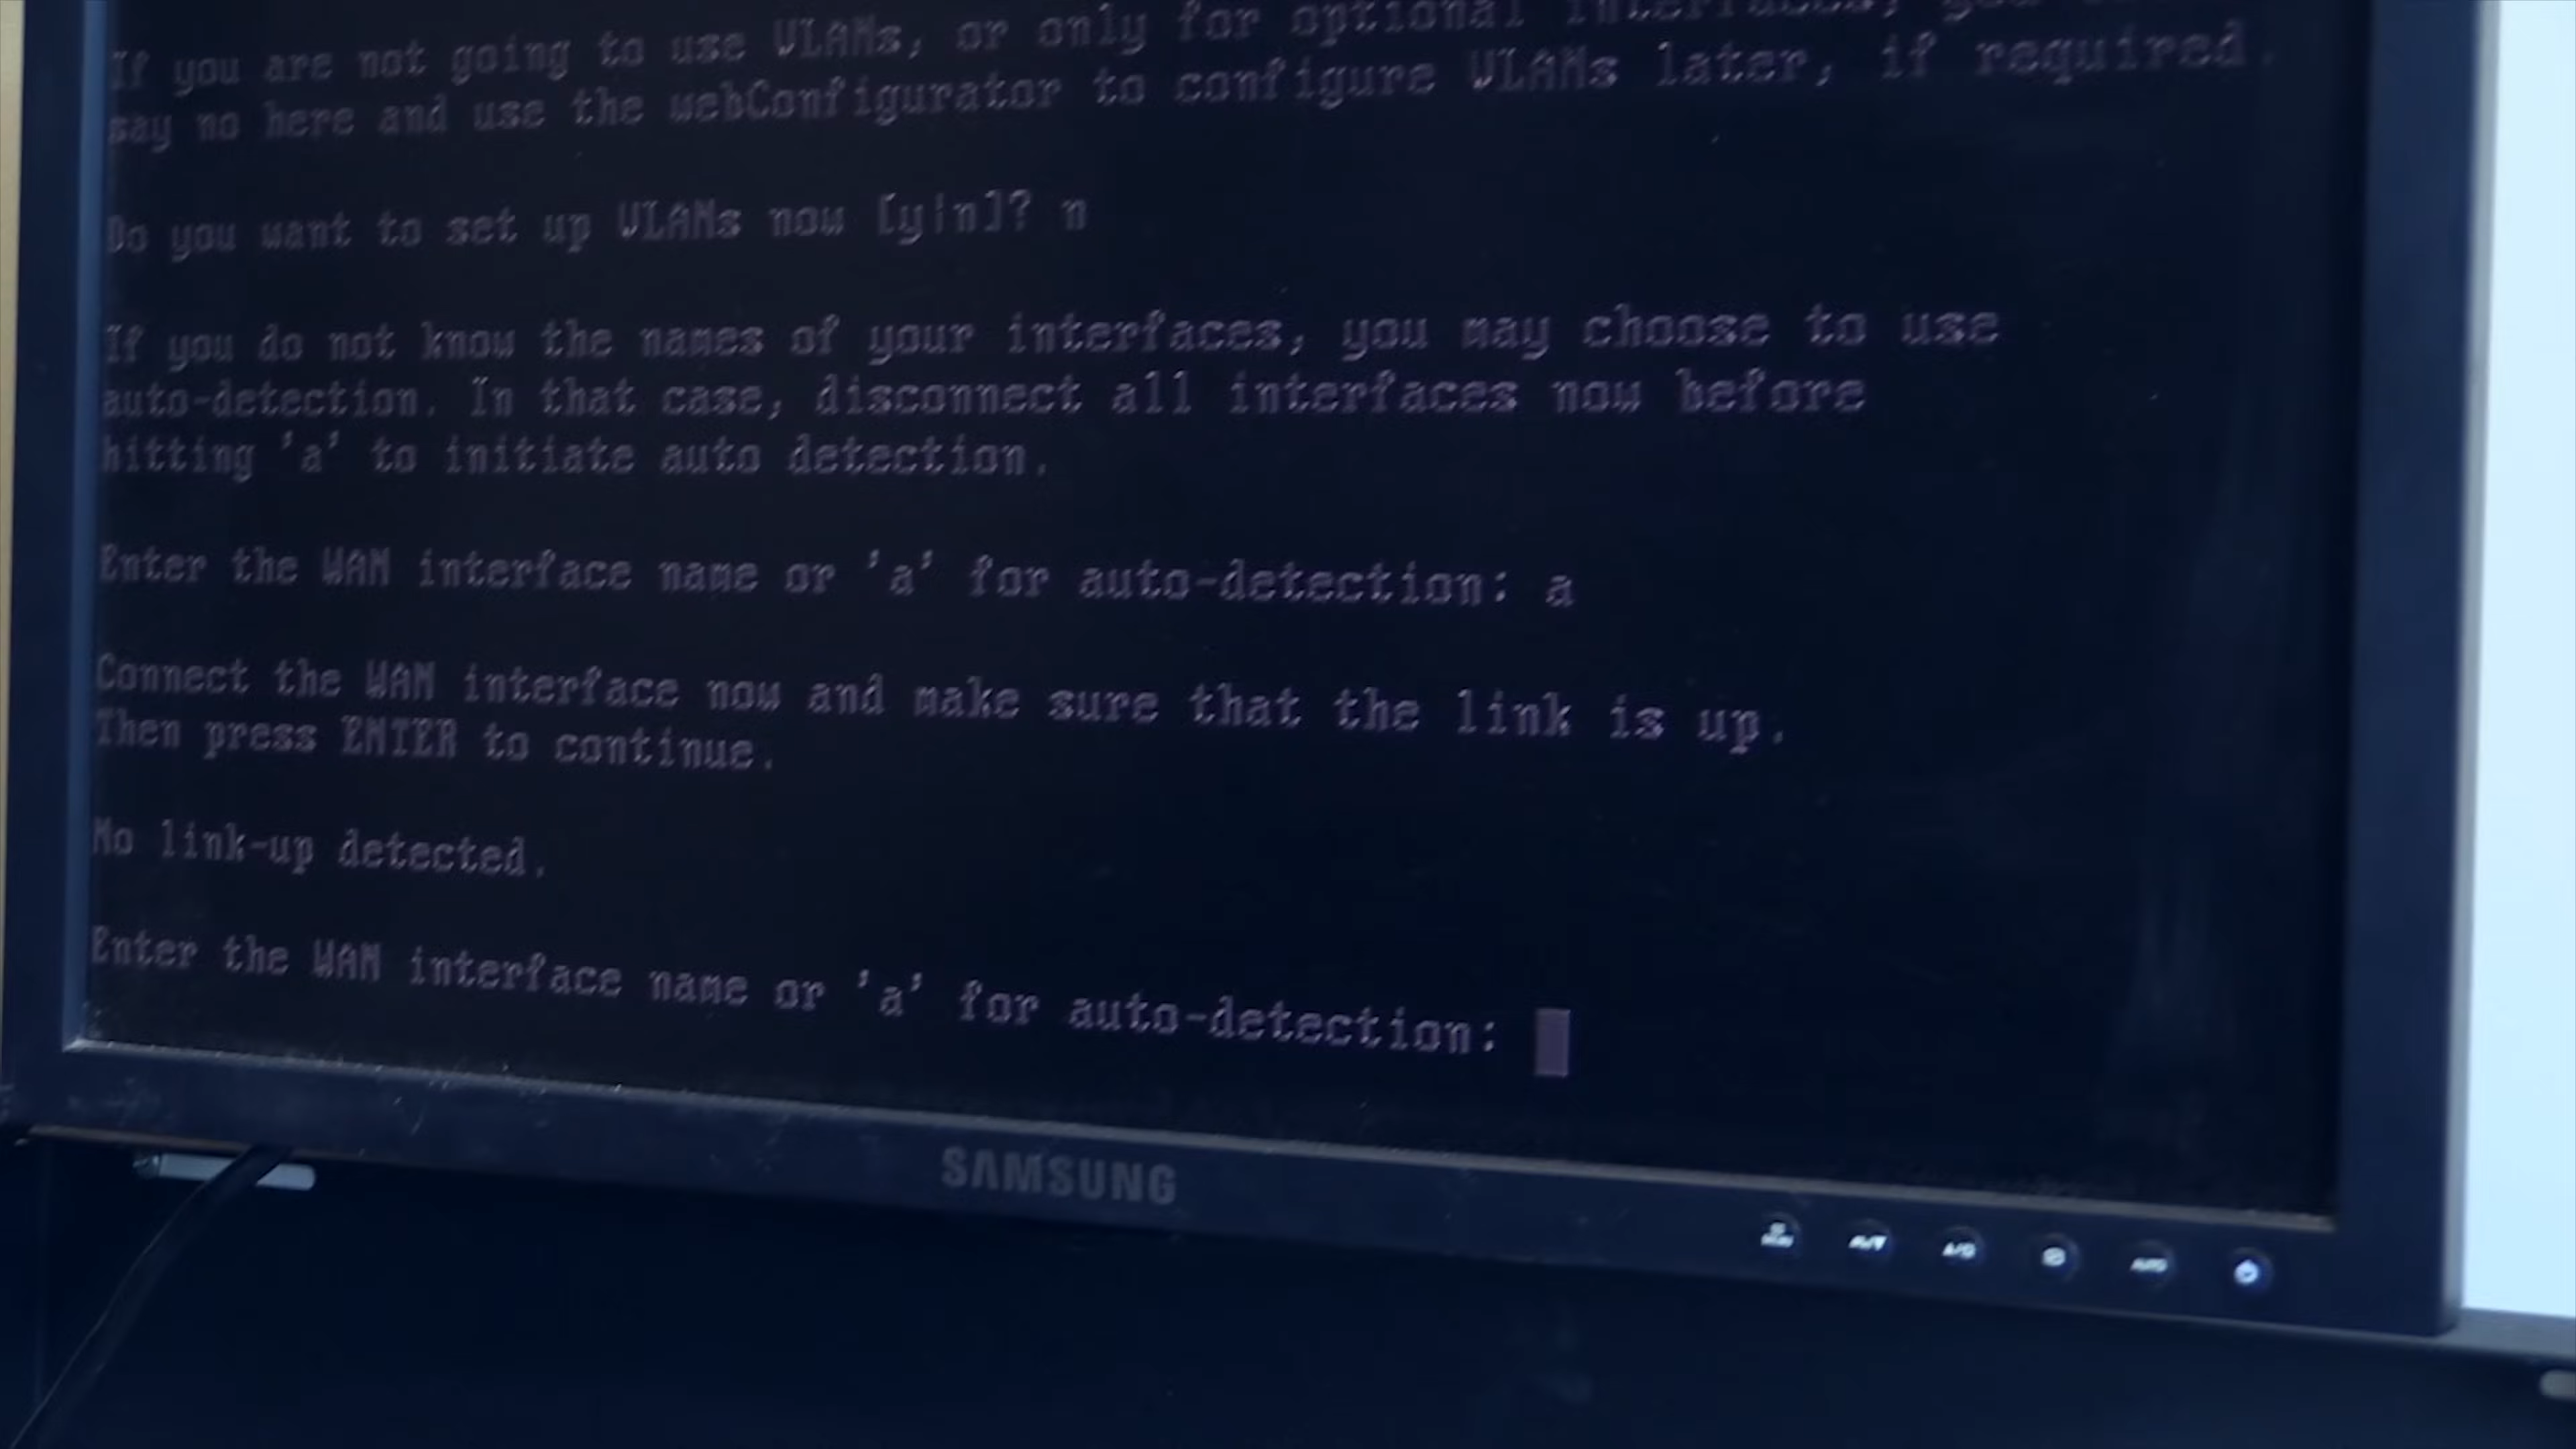 If you are not going to use VLANs, or only for optional interfaces, you
say no here and use the webConfigurator to configure VLANs later, if required.
Do you want to set up VLANs now [y|n]? n
If you do not know the names of your interfaces, you may choose to use
auto-detection. In that case, disconnect all interfaces now before
hitting 'a' to initiate auto detection.
Enter the WAN interface name or 'a' for auto-detection: a
Connect the WAN interface now and make sure that the link is up.
Then press ENTER to continue.
No link-up detected.
Enter the WAN interface name or 'a' for auto-detection:
SAMSUNG
AUTO